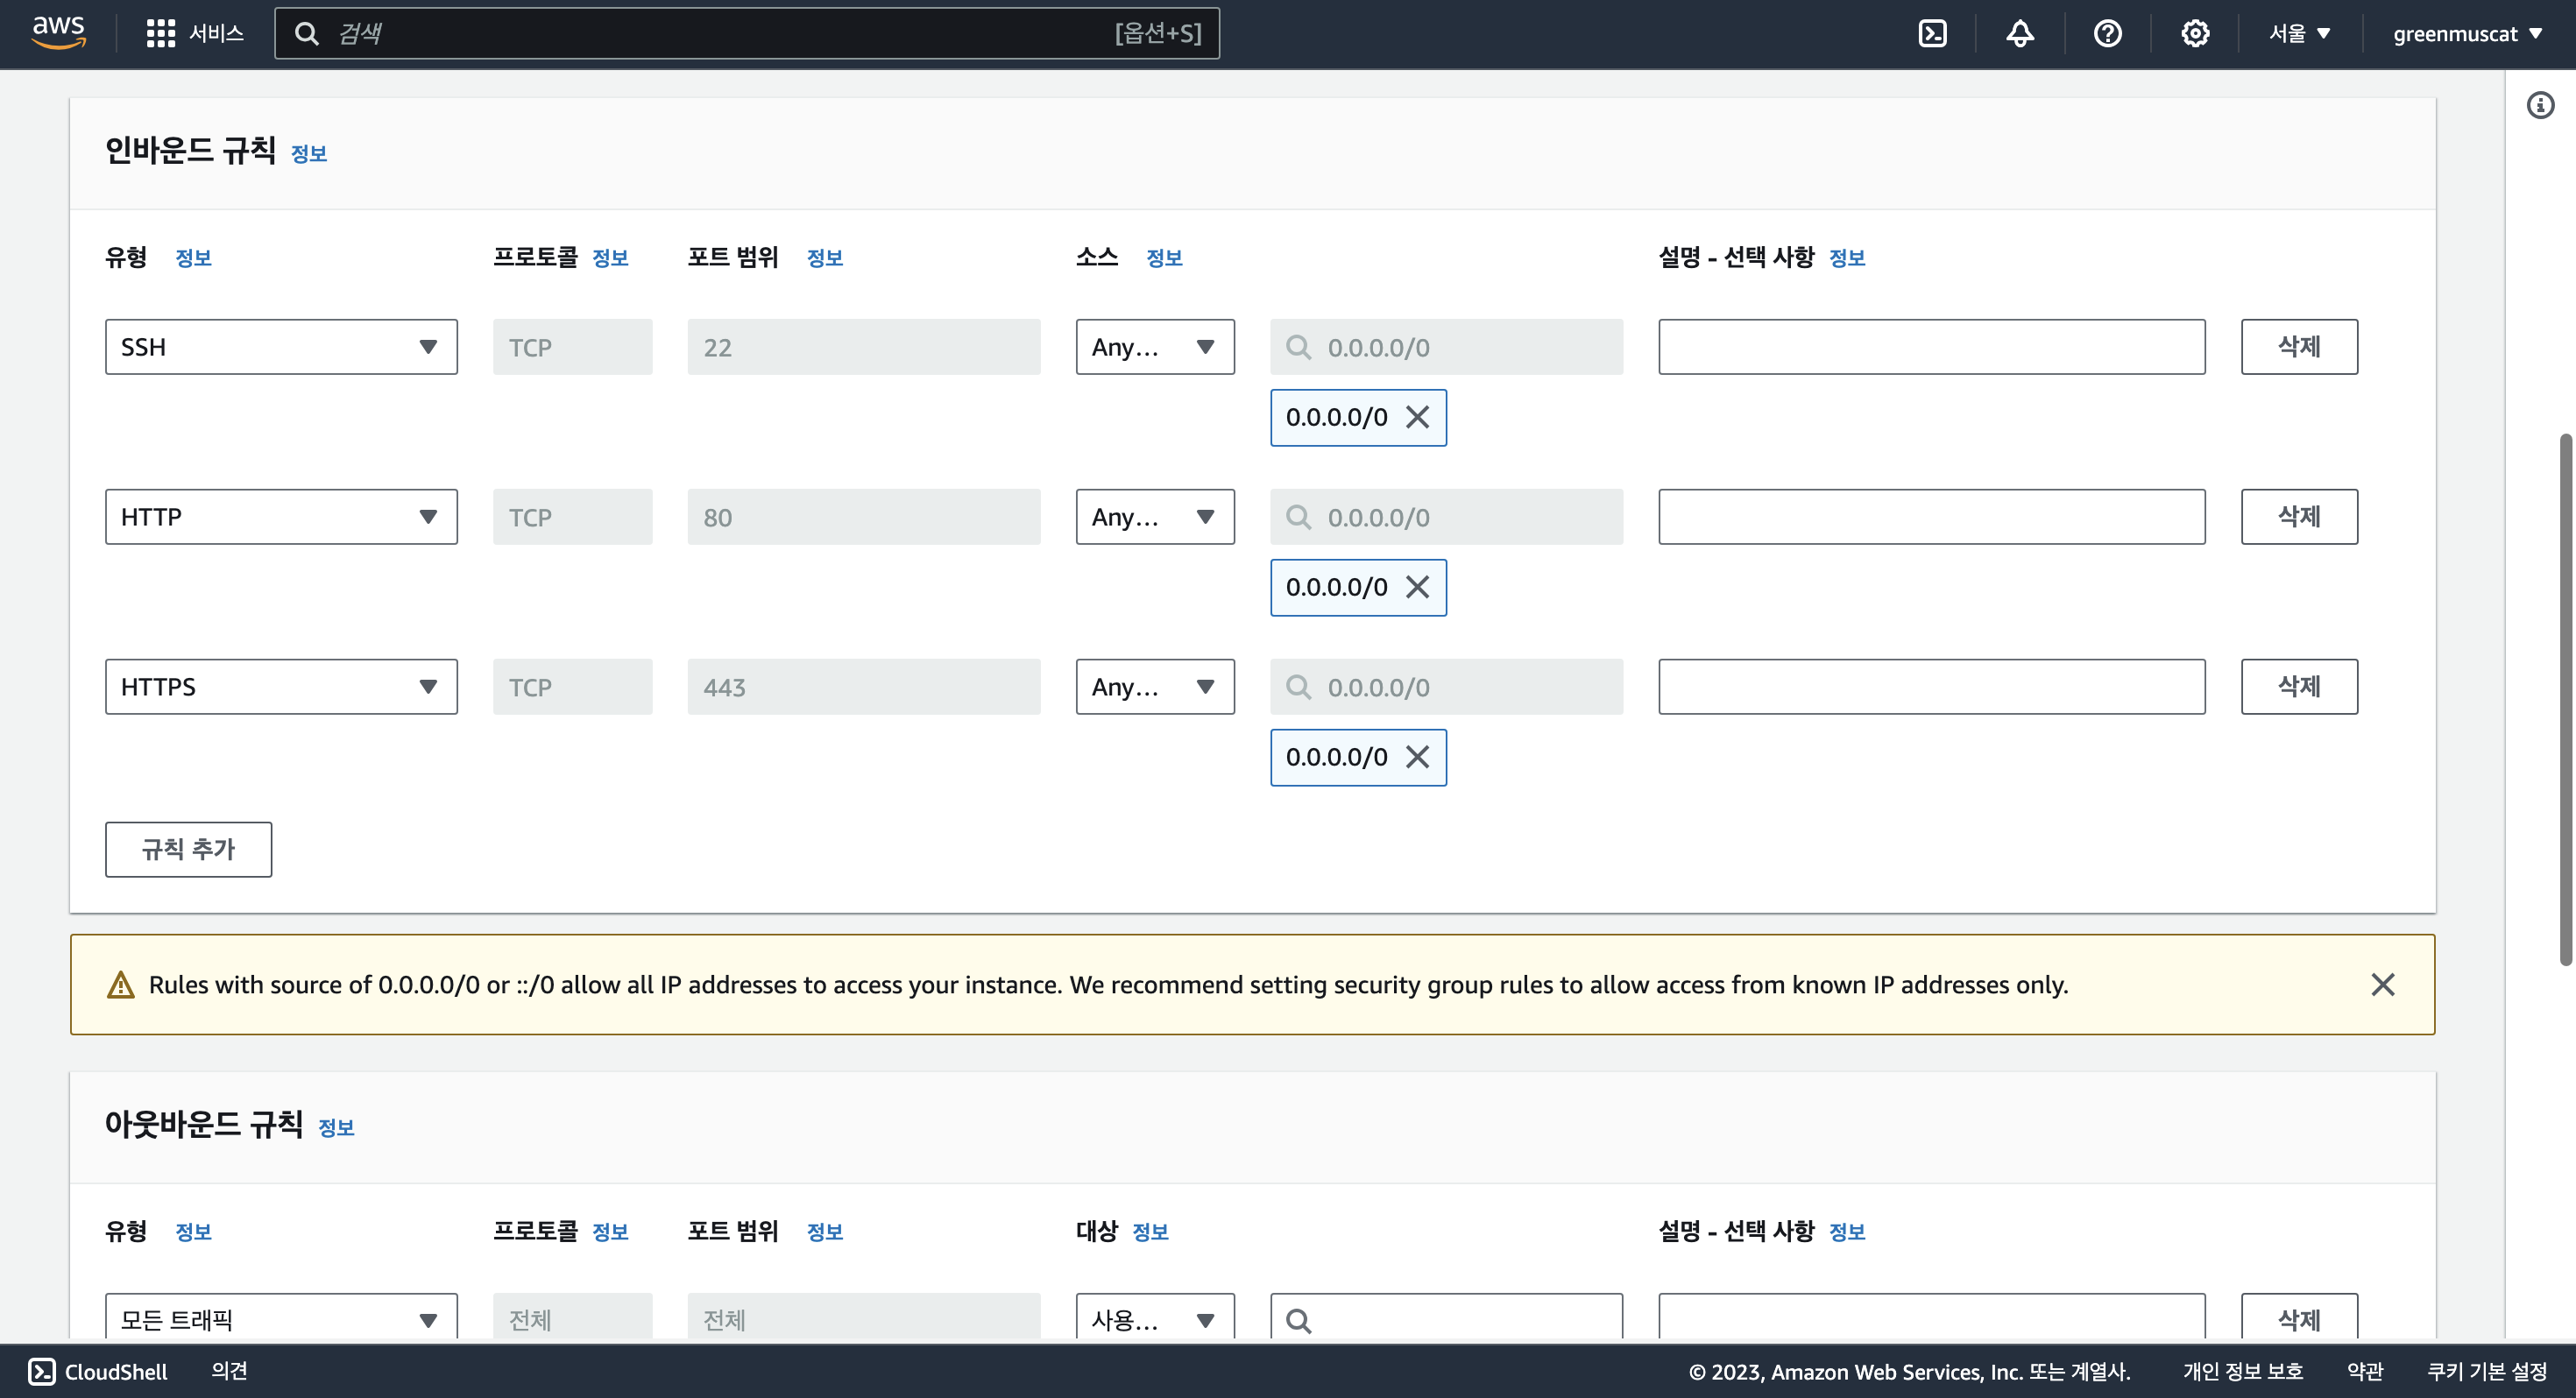 aws 서비스 검색 [옵션+S] 서울 greenmuscat
인바운드 규칙 정보
유형 정보 프로토콜 정보 포트 범위 정보 소스 정보 설명 - 선택 사항 정보
SSH TCP 22 Any... 0.0.0.0/0 삭제
0.0.0.0/0
HTTP TCP 80 Any... 0.0.0.0/0 삭제
0.0.0.0/0
HTTPS TCP 443 Any... 0.0.0.0/0 삭제
0.0.0.0/0
규칙 추가
Rules with source of 0.0.0.0/0 or ::/0 allow all IP addresses to access your instance. We recommend setting security group rules to allow access from known IP addresses only.
아웃바운드 규칙 정보
유형 정보 프로토콜 정보 포트 범위 정보 대상 정보 설명 - 선택 사항 정보
모든 트래픽 전체 전체 사용... 삭제
CloudShell 의견 © 2023, Amazon Web Services, Inc. 또는 계열사. 개인 정보 보호 약관 쿠키 기본 설정